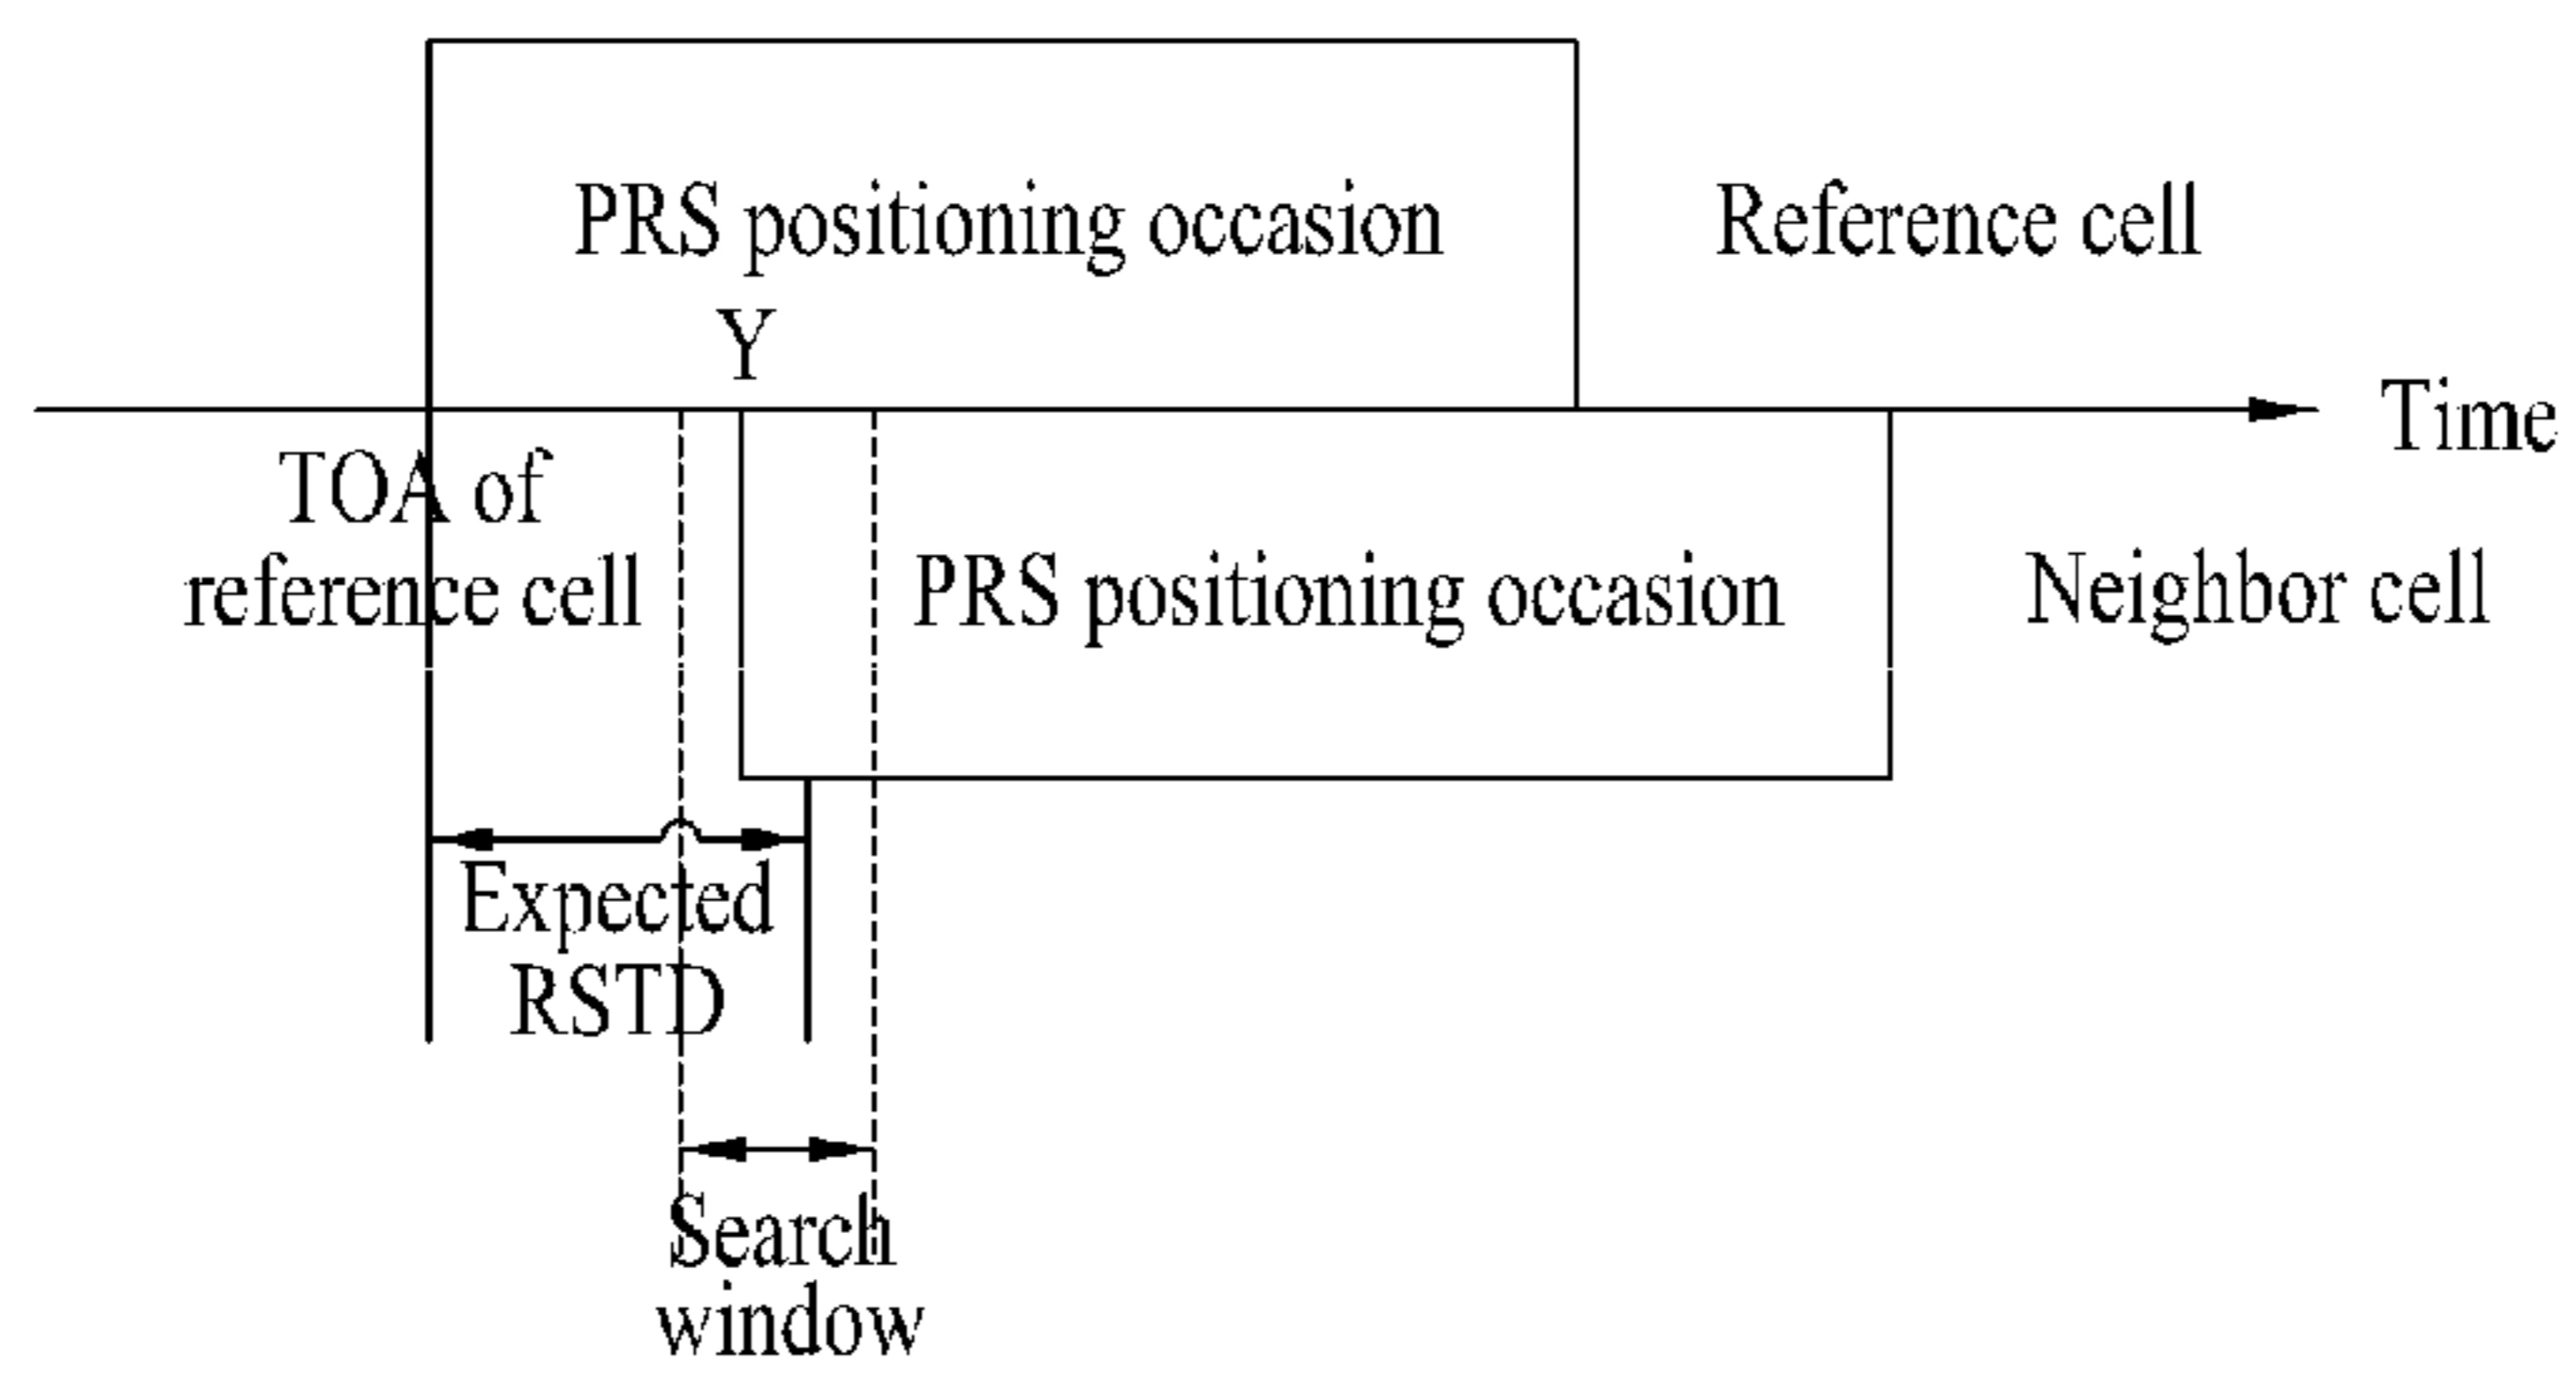 PRS positioning occasion
Reference cell
Y
Time
TOA of
reference cell
PRS positioning occasion
Neighbor cell
Expected
RSTD
Search
window